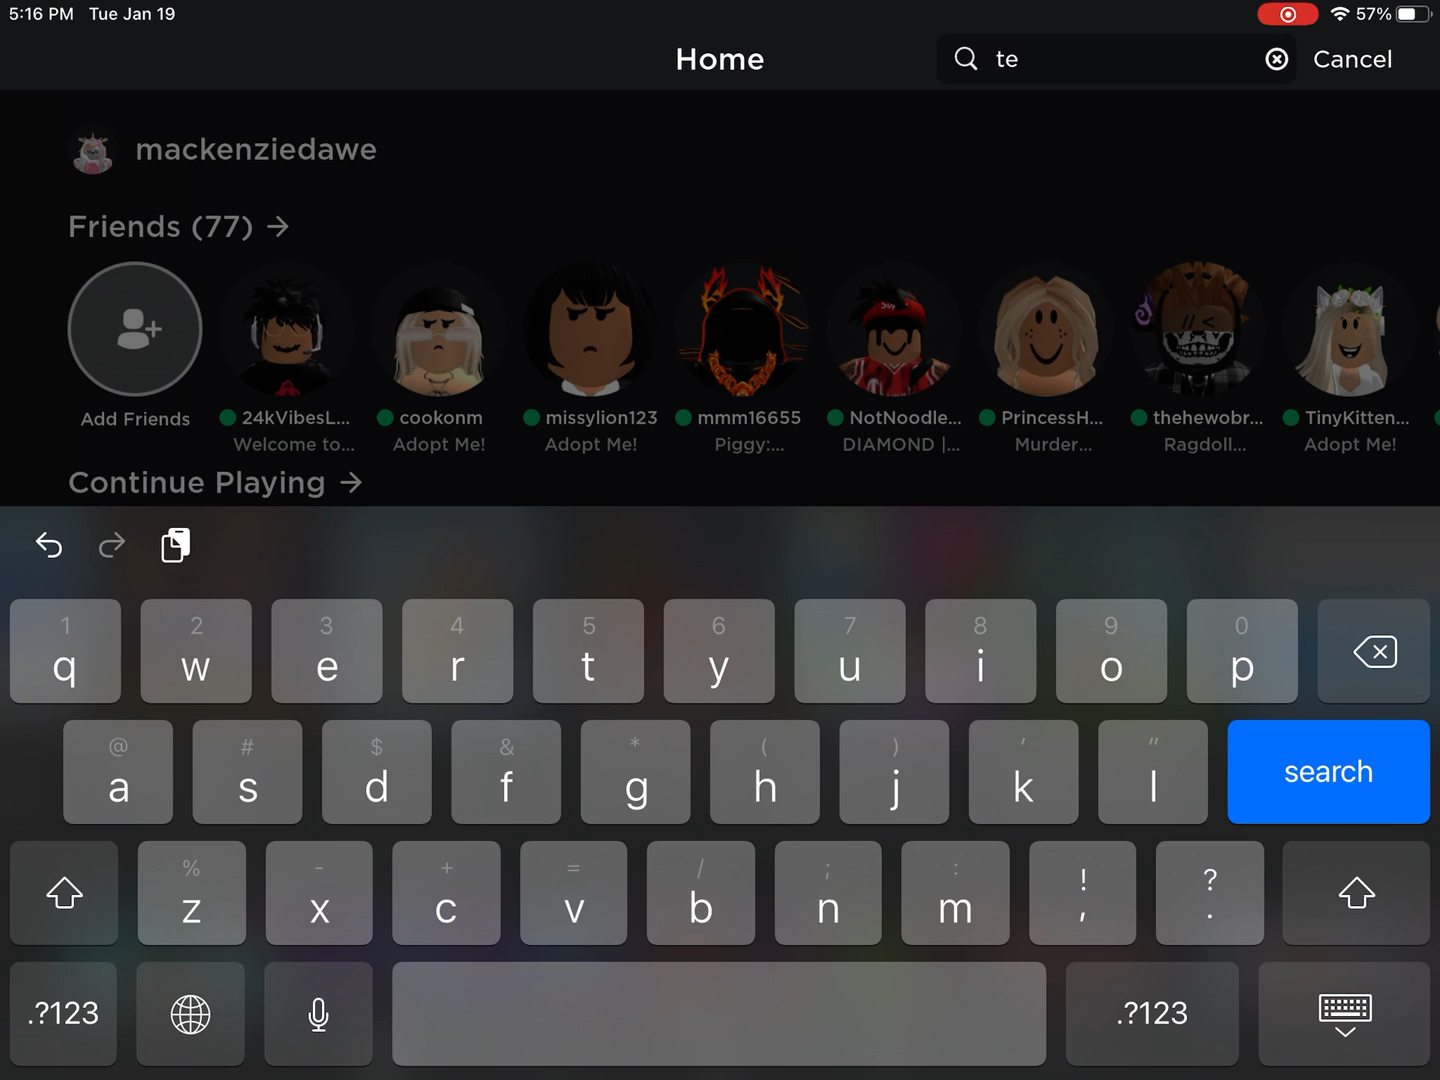 5:16 PM Tue Jan 19 57%
Home te Cancel
mackenziedawe
Friends (77) →
Add Friends 24kVibesL... cookonm missylion123 mmm16655 NotNoodle... PrincessH... thehewobr... TinyKitten...
Welcome to... Adopt Me! Adopt Me! Piggy:... DIAMOND |... Murder... Ragdoll... Adopt Me!
Continue Playing →
1 2 3 4 5 6 7 8 9 0
q w e r t y u i o p
@ # $ & * ( ) ' "
a s d f g h j k l search
% - + = / ; : ! ?
z x c v b n m , .
.?123 .?123